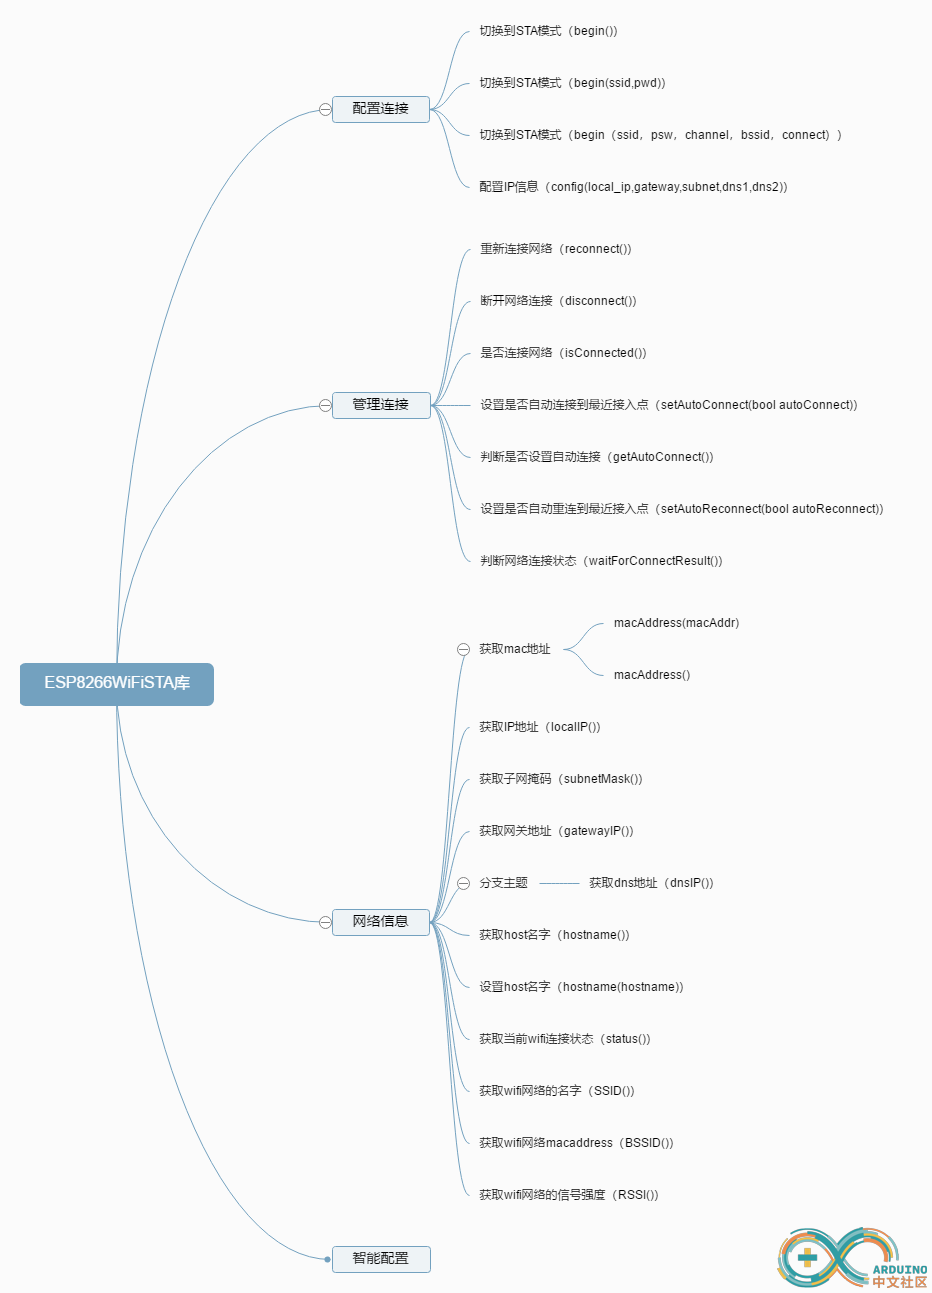 ESP8266WiFiSTA库
配置连接
切换到STA模式（begin())
切换到STA模式（begin(ssid,pwd))
切换到STA模式（begin（ssid，psw，channel，bssid，connect））
配置IP信息（config(local_ip,gateway,subnet,dns1,dns2))
管理连接
重新连接网络（reconnect())
断开网络连接（disconnect())
是否连接网络（isConnected())
设置是否自动连接到最近接入点（setAutoConnect(bool autoConnect))
判断是否设置自动连接（getAutoConnect())
设置是否自动重连到最近接入点（setAutoReconnect(bool autoReconnect))
判断网络连接状态（waitForConnectResult())
网络信息
获取mac地址
macAddress(macAddr)
macAddress()
获取IP地址（localIP())
获取子网掩码（subnetMask())
获取网关地址（gatewayIP())
分支主题
获取dns地址（dnsIP())
获取host名字（hostname())
设置host名字（hostname(hostname))
获取当前wifi连接状态（status())
获取wifi网络的名字（SSID())
获取wifi网络macaddress（BSSID())
获取wifi网络的信号强度（RSSI())
智能配置
ARDUINO
中文社区